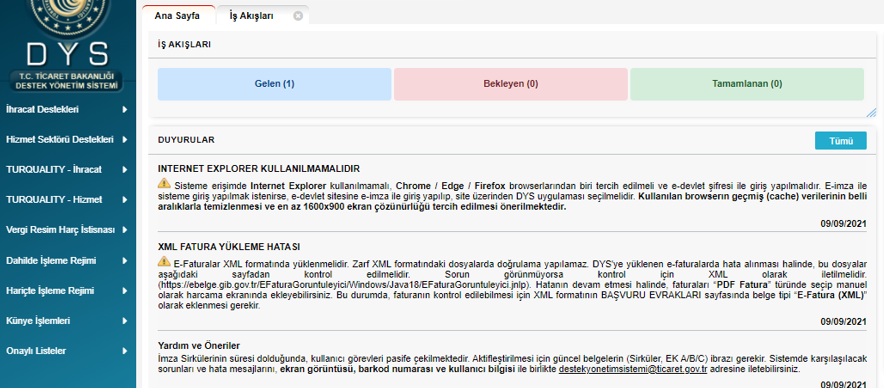 DYS
T.C. TİCARET BAKANLIĞI
DESTEK YÖNETİM SİSTEMİ
İhracat Destekleri
Hizmet Sektörü Destekleri
TURQUALITY - İhracat
TURQUALITY - Hizmet
Vergi Resim Harç İstisnası
Dahilde İşleme Rejimi
Hariçte İşleme Rejimi
Künye İşlemleri
Onaylı Listeler
Ana Sayfa
İş Akışları
İŞ AKIŞLARI
Gelen (1)
Bekleyen (0)
Tamamlanan (0)
DUYURULAR
Tümü
INTERNET EXPLORER KULLANILMAMALIDIR
Sisteme erişimde Internet Explorer kullanılmamalı, Chrome / Edge / Firefox browserlarından biri tercih edilmeli ve e-devlet şifresi ile giriş yapılmalıdır. E-imza ile
sisteme giriş yapılmak istenirse, e-devlet sitesine e-imza ile giriş yapılıp, site üzerinden DYS uygulaması seçilmelidir. Kullanılan browserın geçmiş (cache) verilerinin belli
aralıklarla temizlenmesi ve en az 1600x900 ekran çözünürlüğü tercih edilmesi önerilmektedir.
09/09/2021
XML FATURA YÜKLEME HATASI
E-Faturalar XML formatında yüklenmelidir. Zarf XML formatındaki dosyalarda doğrulama yapılamaz. DYS'ye yüklenen e-faturalarda hata alınması halinde, bu dosyalar
aşağıdaki sayfadan kontrol edilmelidir. Sorun görünmüyorsa kontrol için XML olarak iletilmelidir.
(https://ebelge.gib.gov.tr/EFaturaGoruntuleyici/Windows/Java18/EFaturaGoruntuleyici.jnlp). Hatanın devam etmesi halinde, faturaları “PDF Fatura” türünde seçip manuel
olarak harcama ekranında ekleyebilirsiniz. Bu durumda, faturanın kontrol edilebilmesi için XML formatının BAŞVURU EVRAKLARI sayfasında belge tipi “E-Fatura (XML)”
olarak eklenmesi gerekir.
09/09/2021
Yardım ve Öneriler
İmza Sirkülerinin süresi dolduğunda, kullanıcı görevleri pasife çekilmektedir. Aktifleştirilmesi için güncel belgelerin (Sirküler, EK A/B/C) ibrazı gerekir. Sistemde karşılaşılacak
sorunları ve hata mesajlarını, ekran görüntüsü, barkod numarası ve kullanıcı bilgisi ile birlikte destekyonetimsistemi@ticaret.gov.tr adresine iletebilirsiniz.
09/09/2021